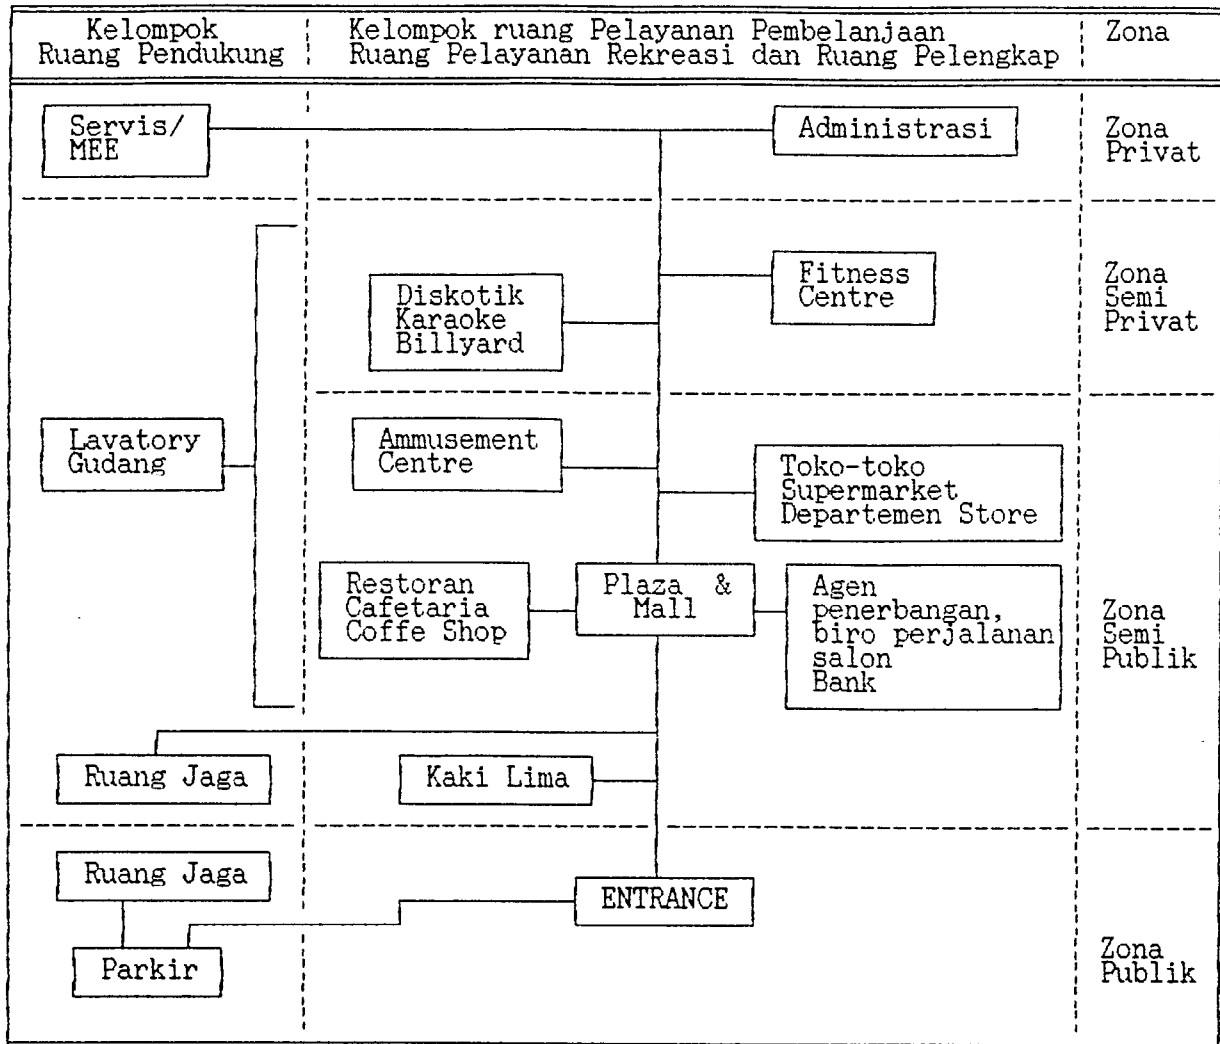 Kelompok
Ruang Pendukung
Kelompok ruang Pelayanan Pembelanjaan
Ruang Pelayanan Rekreasi dan Ruang Pelengkap
Zona
Servis/
MEE
Administrasi
Zona
Privat
Diskotik
Karaoke
Billyard
Fitness
Centre
Zona
Semi
Privat
Lavatory
Gudang
Ammusement
Centre
Toko-toko
Supermarket
Departemen Store
Restoran
Cafetaria
Coffe Shop
Plaza &
Mall
Agen
penerbangan,
biro perjalanan
salon
Bank
Zona
Semi
Publik
Ruang Jaga
Kaki Lima
Ruang Jaga
ENTRANCE
Parkir
Zona
Publik